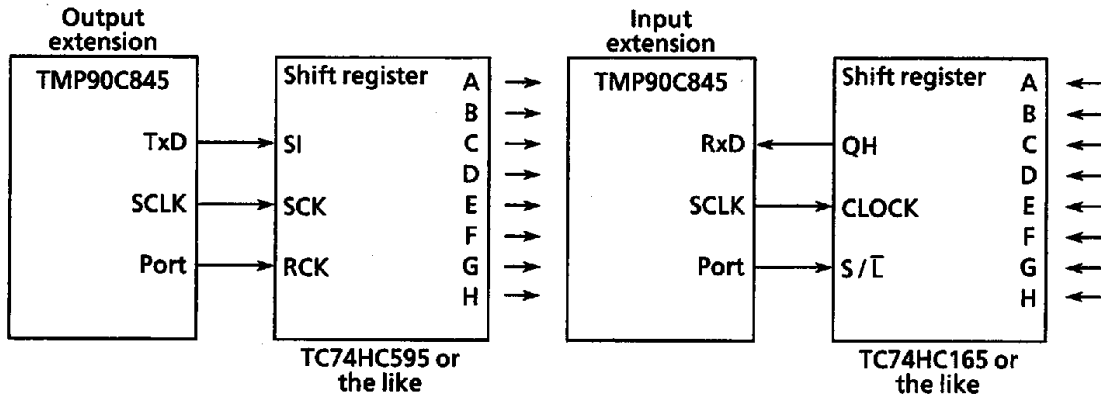 Output
extension
TMP90C845
TxD
SCLK
Port
Shift register
SI
SCK
RCK
A
B
C
D
E
F
G
H
TC74HC595 or
the like
Input
extension
TMP90C845
RxD
SCLK
Port
Shift register
QH
CLOCK
S / L̅
A
B
C
D
E
F
G
H
TC74HC165 or
the like